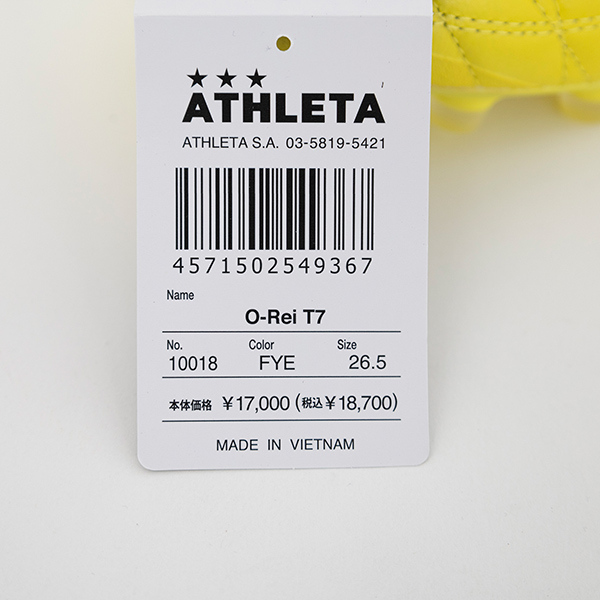 ★★★
ATHLETA
ATHLETA S.A. 03-5819-5421
4571502549367
Name
O-Rei T7
No. Color Size
10018 FYE 26.5
本体価格 ¥17,000 (税込¥18,700)
MADE IN VIETNAM